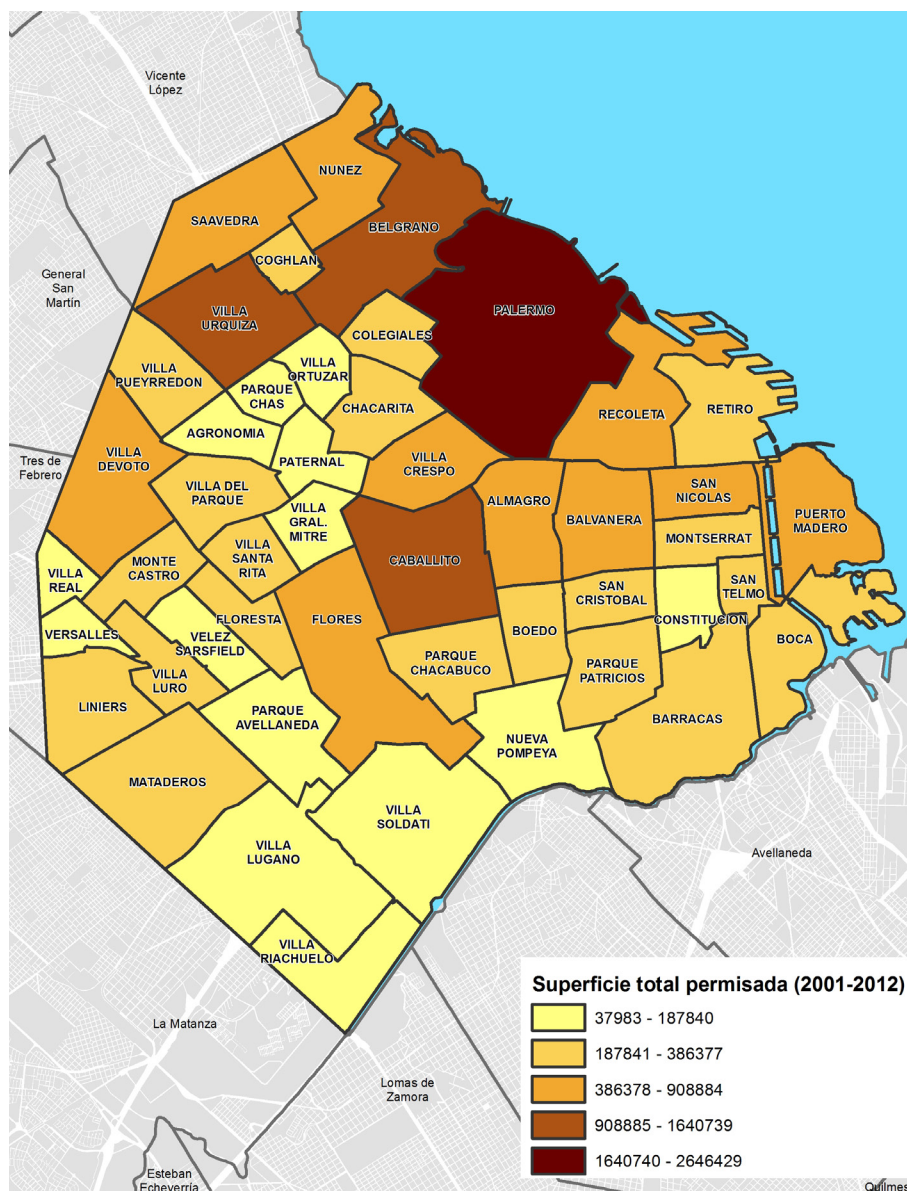 Vicente
López
NUNEZ
SAAVEDRA
BELGRANO
COGHLAN
General
San
Martín
VILLA
URQUIZA
PALERMO
COLEGIALES
VILLA
ORTUZAR
VILLA
PUEYRREDON
PARQUE
CHAS
CHACARITA
RECOLETA
RETIRO
AGRONOMIA
Tres de
Febrero
VILLA
DEVOTO
PATERNAL
VILLA
CRESPO
VILLA DEL
PARQUE
ALMAGRO
SAN
NICOLAS
VILLA
GRAL.
MITRE
BALVANERA
PUERTO
MADERO
MONTSERRAT
VILLA
SANTA
RITA
CABALLITO
MONTE
CASTRO
VILLA
REAL
SAN
CRISTOBAL
SAN
TELMO
FLORESTA
FLORES
CONSTITUCION
VERSALLES
VELEZ
SARSFIELD
BOEDO
BOCA
PARQUE
CHACABUCO
PARQUE
PATRICIOS
VILLA
LURO
LINIERS
PARQUE
AVELLANEDA
BARRACAS
NUEVA
POMPEYA
MATADEROS
VILLA
SOLDATI
VILLA
LUGANO
Avellaneda
VILLA
RIACHUELO
La Matanza
Lomas de
Zamora
Esteban
Echeverría
Superficie total permisada (2001-2012)
37983 - 187840
187841 - 386377
386378 - 908884
908885 - 1640739
1640740 - 2646429
Quilmes